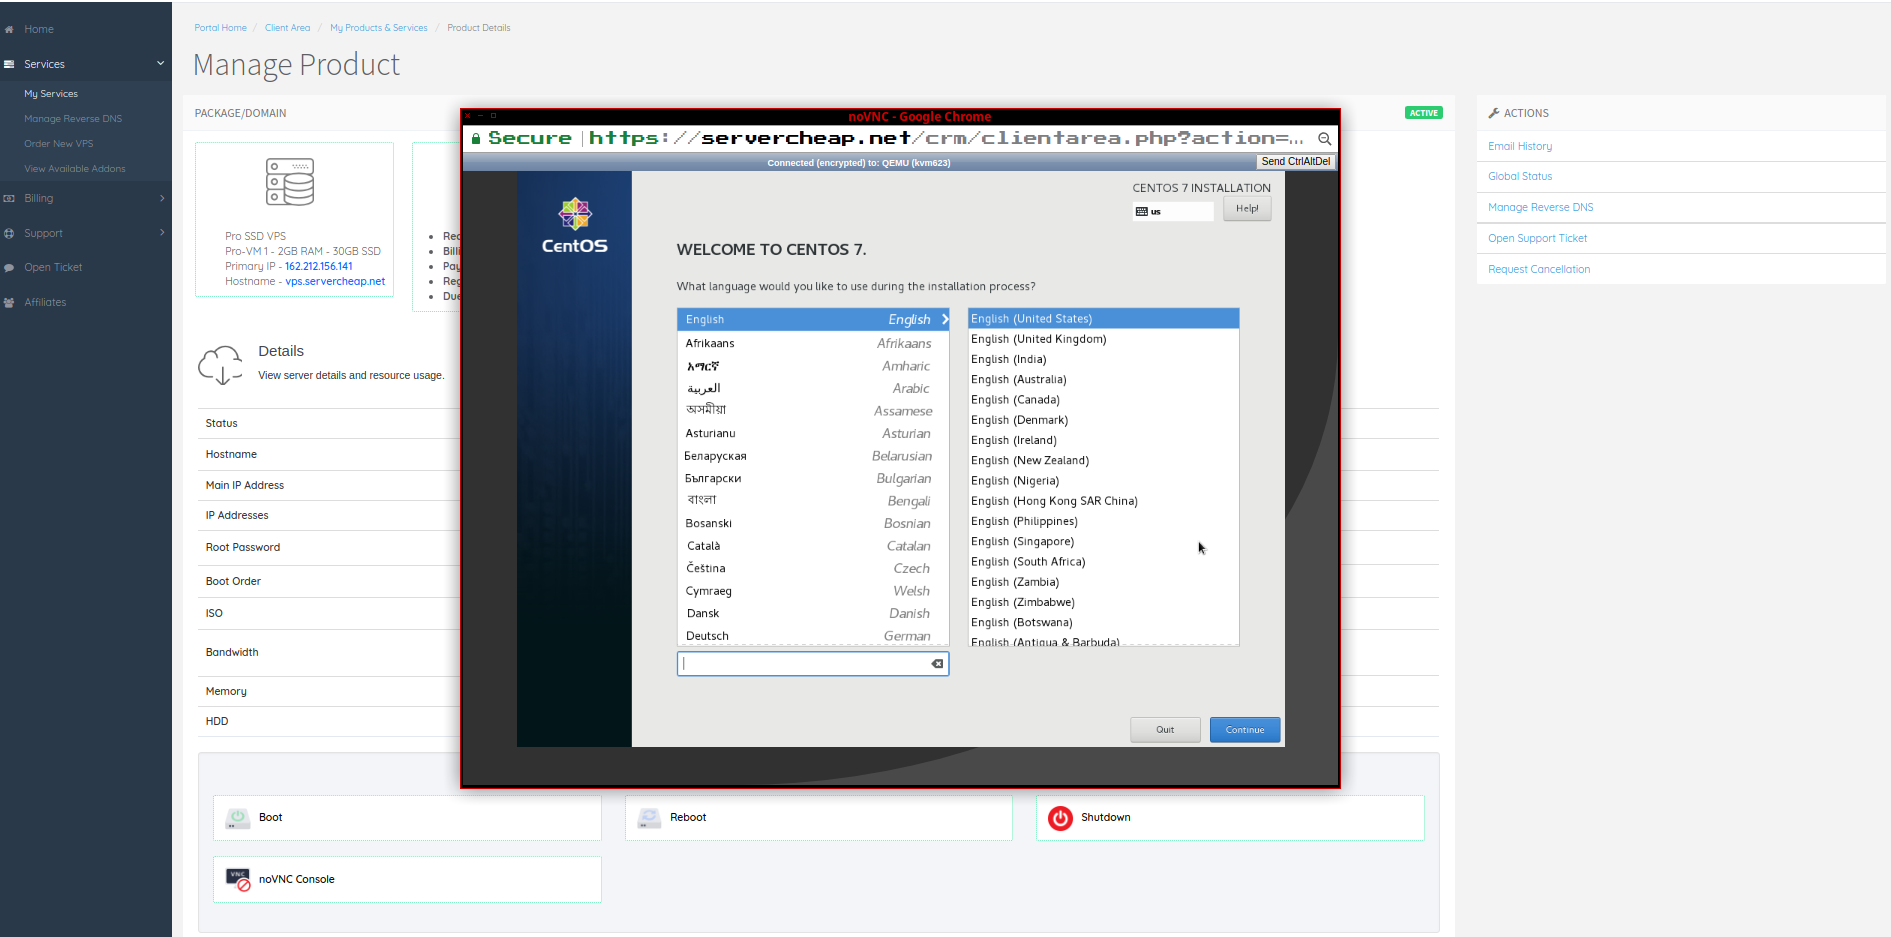 Home
Services
My Services
Manage Reverse DNS
Order New VPS
View Available Addons
Billing
Support
Open Ticket
Affiliates
Portal Home / Client Area / My Products & Services / Product Details
Manage Product
PACKAGE/DOMAIN
ACTIVE
Pro SSD VPS
Pro-VM 1 - 2GB RAM - 30GB SSD
Primary IP - 162.212.156.141
Hostname - vps.servercheap.net
Details
View server details and resource usage.
Status
Hostname
Main IP Address
IP Addresses
Root Password
Boot Order
ISO
Bandwidth
Memory
HDD
noVNC - Google Chrome
Secure | https://servercheap.net/crm/clientarea.php?action=...
Connected (encrypted) to: QEMU (kvm623)
Send CtrlAltDel
CentOS
CENTOS 7 INSTALLATION
us
Help!
WELCOME TO CENTOS 7.
What language would you like to use during the installation process?
English English
Afrikaans Afrikaans
አማርኛ Amharic
العربية Arabic
অসমীয়া Assamese
Asturianu Asturian
Беларуская Belarusian
Български Bulgarian
বাংলা Bengali
Bosanski Bosnian
Català Catalan
Čeština Czech
Cymraeg Welsh
Dansk Danish
Deutsch German
English (United States)
English (United Kingdom)
English (India)
English (Australia)
English (Canada)
English (Denmark)
English (Ireland)
English (New Zealand)
English (Nigeria)
English (Hong Kong SAR China)
English (Philippines)
English (Singapore)
English (South Africa)
English (Zambia)
English (Zimbabwe)
English (Botswana)
English (Antigua & Barbuda)
Quit
Continue
Boot
Reboot
Shutdown
VNC
noVNC Console
ACTIONS
Email History
Global Status
Manage Reverse DNS
Open Support Ticket
Request Cancellation